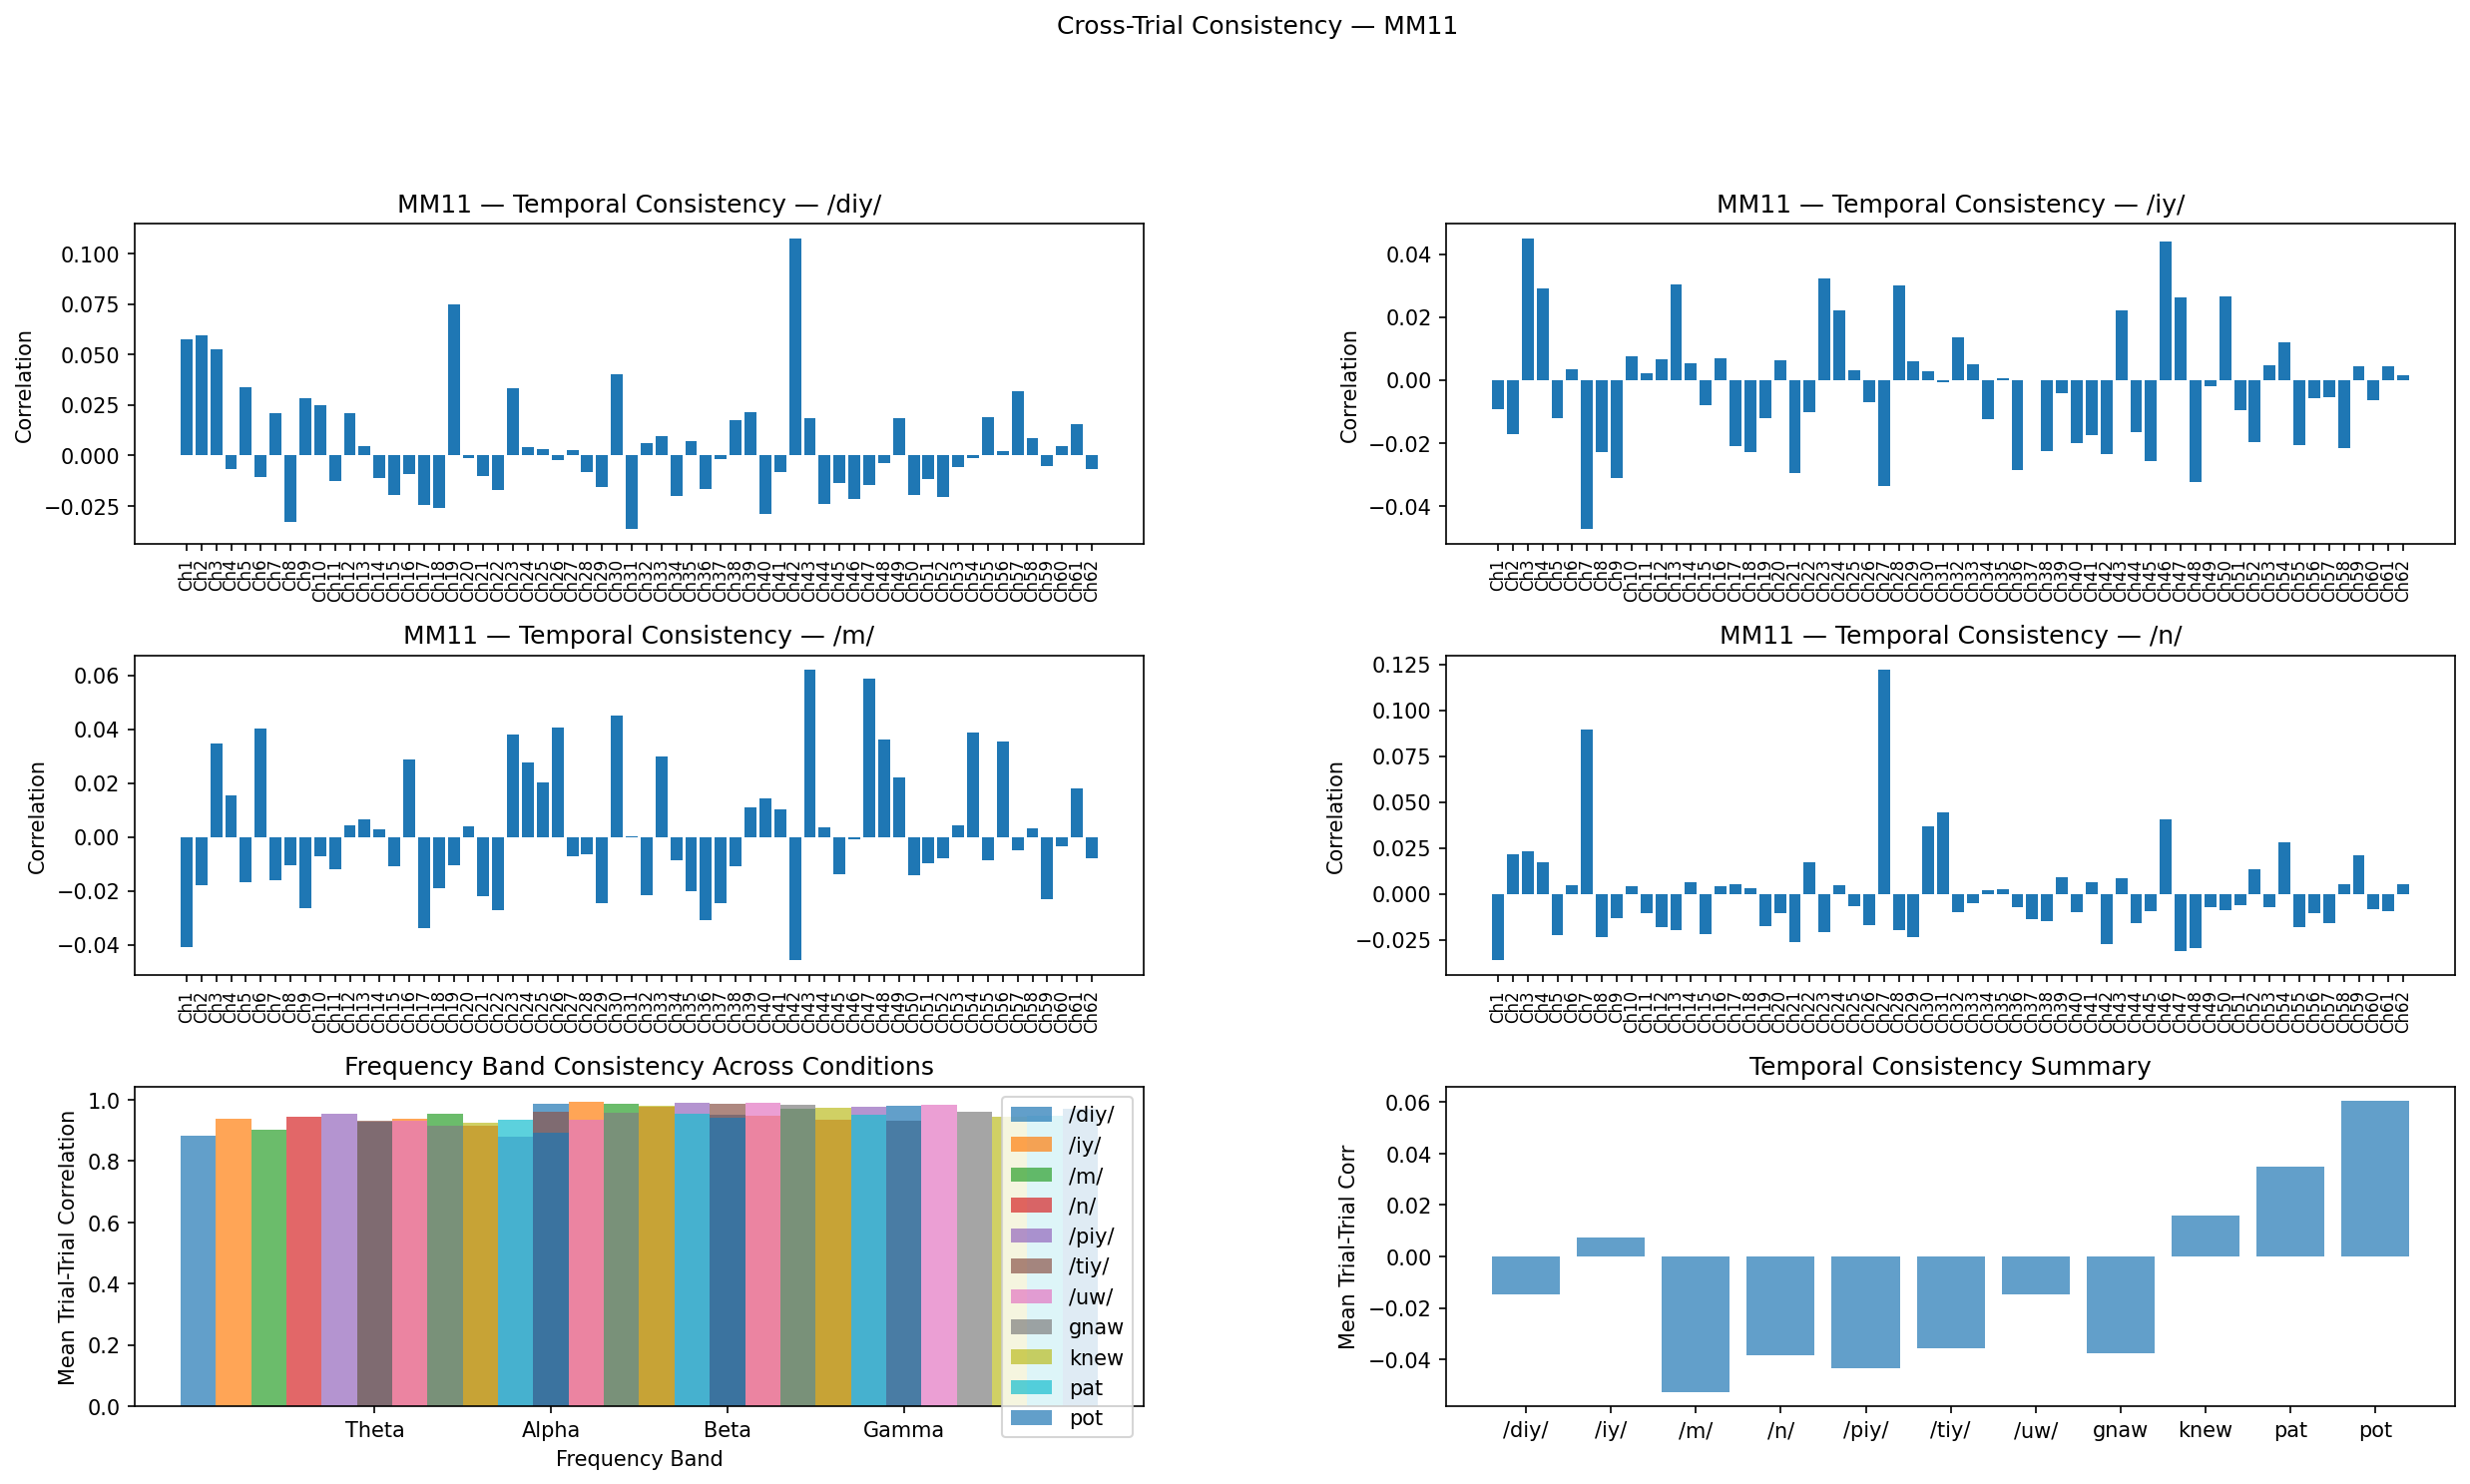 Cross-Trial Consistency — MM11
MM11 — Temporal Consistency — /diy/
Correlation
0.100
0.075
0.050
0.025
0.000
−0.025
Ch1 Ch2 Ch3 Ch4 Ch5 Ch6 Ch7 Ch8 Ch9 Ch10 Ch11 Ch12 Ch13 Ch14 Ch15 Ch16 Ch17 Ch18 Ch19 Ch20 Ch21 Ch22 Ch23 Ch24 Ch25 Ch26 Ch27 Ch28 Ch29 Ch30 Ch31 Ch32 Ch33 Ch34 Ch35 Ch36 Ch37 Ch38 Ch39 Ch40 Ch41 Ch42 Ch43 Ch44 Ch45 Ch46 Ch47 Ch48 Ch49 Ch50 Ch51 Ch52 Ch53 Ch54 Ch55 Ch56 Ch57 Ch58 Ch59 Ch60 Ch61 Ch62
MM11 — Temporal Consistency — /iy/
Correlation
0.04
0.02
0.00
−0.02
−0.04
Ch1 Ch2 Ch3 Ch4 Ch5 Ch6 Ch7 Ch8 Ch9 Ch10 Ch11 Ch12 Ch13 Ch14 Ch15 Ch16 Ch17 Ch18 Ch19 Ch20 Ch21 Ch22 Ch23 Ch24 Ch25 Ch26 Ch27 Ch28 Ch29 Ch30 Ch31 Ch32 Ch33 Ch34 Ch35 Ch36 Ch37 Ch38 Ch39 Ch40 Ch41 Ch42 Ch43 Ch44 Ch45 Ch46 Ch47 Ch48 Ch49 Ch50 Ch51 Ch52 Ch53 Ch54 Ch55 Ch56 Ch57 Ch58 Ch59 Ch60 Ch61 Ch62
MM11 — Temporal Consistency — /m/
Correlation
0.06
0.04
0.02
0.00
−0.02
−0.04
Ch1 Ch2 Ch3 Ch4 Ch5 Ch6 Ch7 Ch8 Ch9 Ch10 Ch11 Ch12 Ch13 Ch14 Ch15 Ch16 Ch17 Ch18 Ch19 Ch20 Ch21 Ch22 Ch23 Ch24 Ch25 Ch26 Ch27 Ch28 Ch29 Ch30 Ch31 Ch32 Ch33 Ch34 Ch35 Ch36 Ch37 Ch38 Ch39 Ch40 Ch41 Ch42 Ch43 Ch44 Ch45 Ch46 Ch47 Ch48 Ch49 Ch50 Ch51 Ch52 Ch53 Ch54 Ch55 Ch56 Ch57 Ch58 Ch59 Ch60 Ch61 Ch62
MM11 — Temporal Consistency — /n/
Correlation
0.125
0.100
0.075
0.050
0.025
0.000
−0.025
Ch1 Ch2 Ch3 Ch4 Ch5 Ch6 Ch7 Ch8 Ch9 Ch10 Ch11 Ch12 Ch13 Ch14 Ch15 Ch16 Ch17 Ch18 Ch19 Ch20 Ch21 Ch22 Ch23 Ch24 Ch25 Ch26 Ch27 Ch28 Ch29 Ch30 Ch31 Ch32 Ch33 Ch34 Ch35 Ch36 Ch37 Ch38 Ch39 Ch40 Ch41 Ch42 Ch43 Ch44 Ch45 Ch46 Ch47 Ch48 Ch49 Ch50 Ch51 Ch52 Ch53 Ch54 Ch55 Ch56 Ch57 Ch58 Ch59 Ch60 Ch61 Ch62
Frequency Band Consistency Across Conditions
Mean Trial-Trial Correlation
1.0
0.8
0.6
0.4
0.2
0.0
/diy/
/iy/
/m/
/n/
/piy/
/tiy/
/uw/
gnaw
knew
pat
pot
Theta Alpha Beta Gamma
Frequency Band
Temporal Consistency Summary
Mean Trial-Trial Corr
0.06
0.04
0.02
0.00
−0.02
−0.04
/diy/ /iy/ /m/ /n/ /piy/ /tiy/ /uw/ gnaw knew pat pot